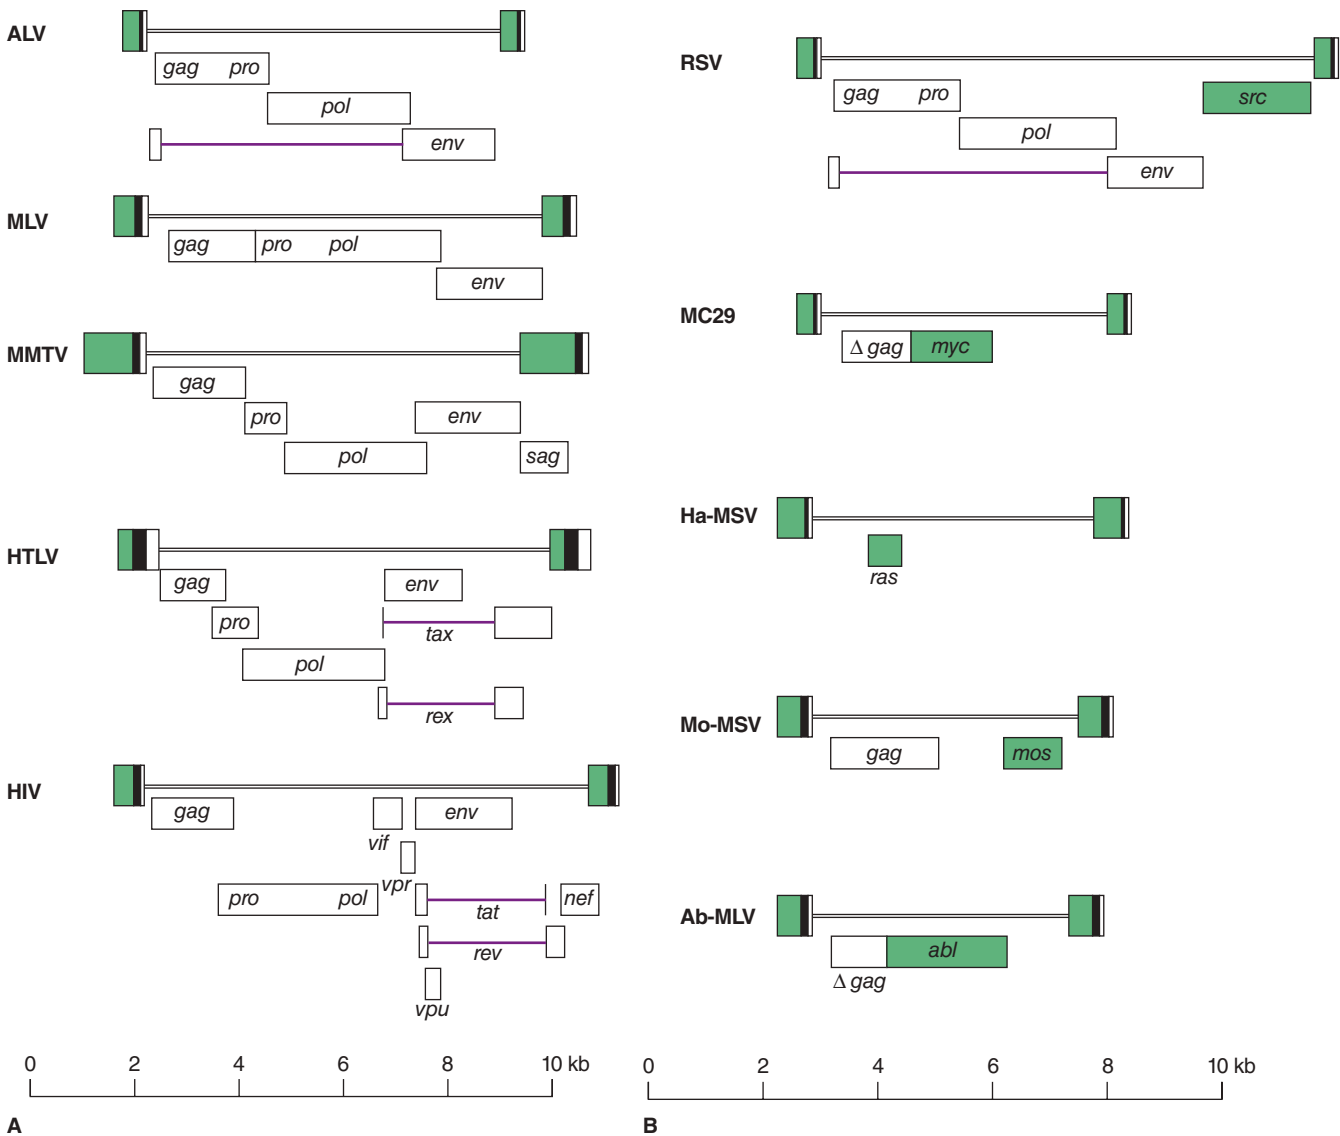 ALV
gag pro
pol
env
MLV
gag pro pol
env
MMTV
gag
pro env
pol sag
HTLV
gag env
pro tax
pol
rex
HIV
gag env
vif
vpr
pro pol tat nef
rev
vpu
0 2 4 6 8 10 kb
A
RSV
gag pro src
pol
env
MC29
Δ gag myc
Ha-MSV
ras
Mo-MSV
gag mos
Ab-MLV
abl
Δ gag
0 2 4 6 8 10 kb
B